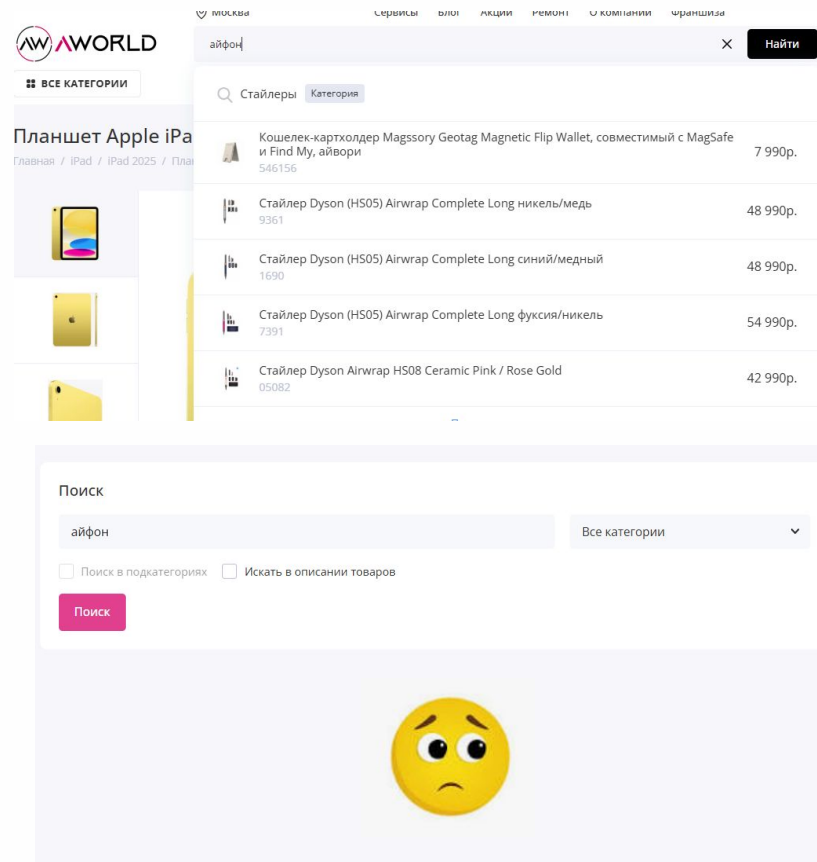 Москва Сервисы Блог Акции Ремонт О компании Франшиза
AW AWORLD
айфон
Найти
ВСЕ КАТЕГОРИИ
Стайлеры Категория
Планшет Apple iPa
Главная / iPad / iPad 2025 / Пла
Кошелек-картхолдер Magssory Geotag Magnetic Flip Wallet, совместимый с MagSafe
и Find My, айвори
546156
7 990р.
Стайлер Dyson (HS05) Airwrap Complete Long никель/медь
9361
48 990р.
Стайлер Dyson (HS05) Airwrap Complete Long синий/медный
1690
48 990р.
Стайлер Dyson (HS05) Airwrap Complete Long фуксия/никель
7391
54 990р.
Стайлер Dyson Airwrap HS08 Ceramic Pink / Rose Gold
05082
42 990р.
Поиск
айфон
Все категории
Поиск в подкатегориях
Искать в описании товаров
Поиск